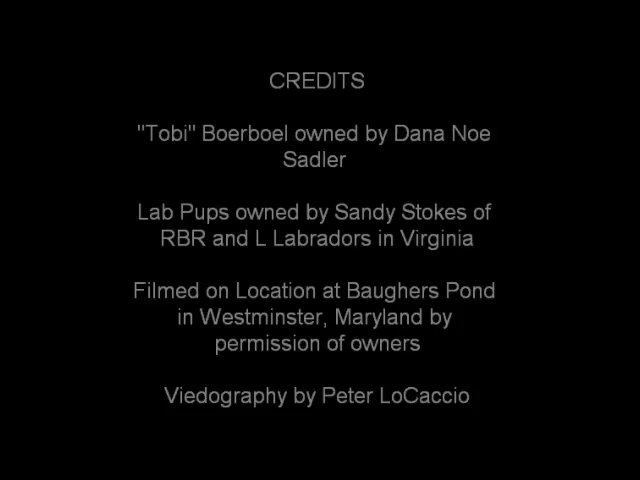 CREDITS
"Tobi" Boerboel owned by Dana Noe
Sadler
Lab Pups owned by Sandy Stokes of
RBR and L Labradors in Virginia
Filmed on Location at Baughers Pond
in Westminster, Maryland by
permission of owners
Viedography by Peter LoCaccio